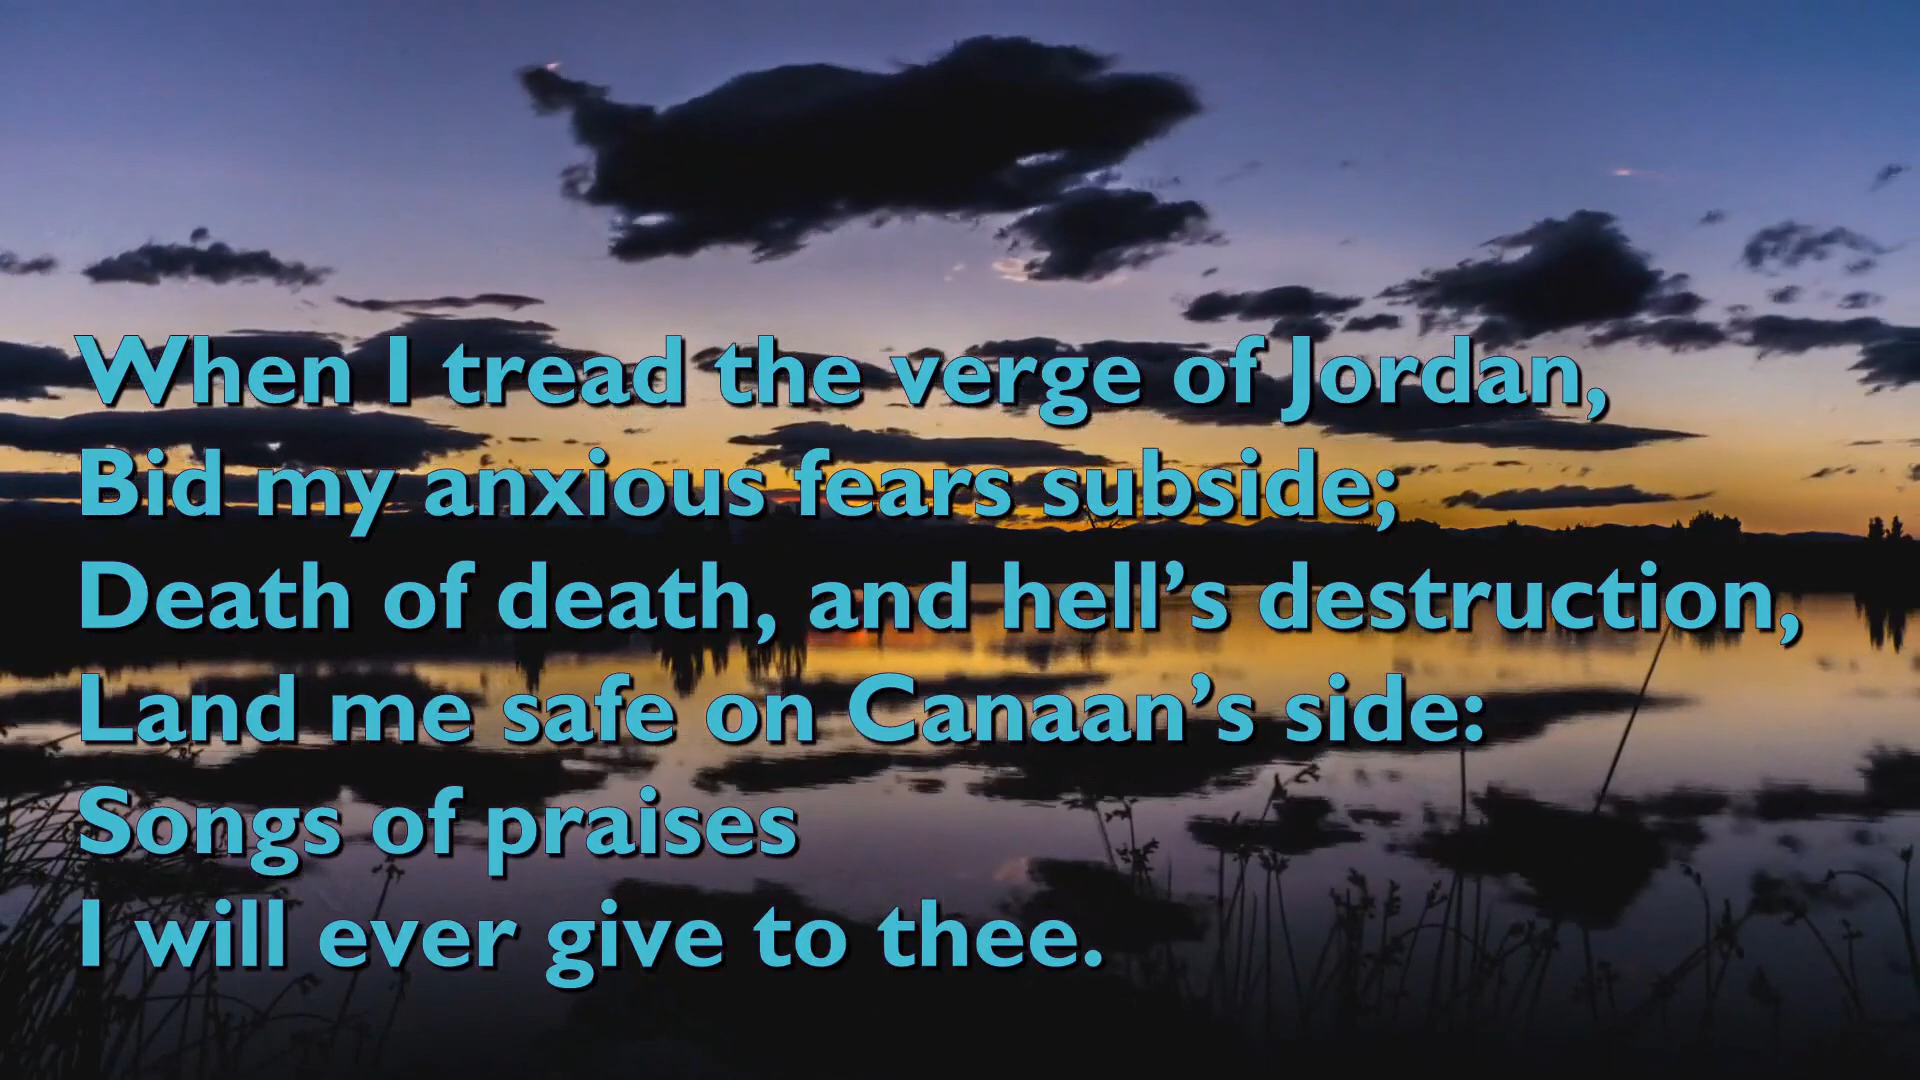 When I tread the verge of Jordan,
Bid my anxious fears subside;
Death of death, and hell’s destruction,
Land me safe on Canaan’s side:
Songs of praises
I will ever give to thee.